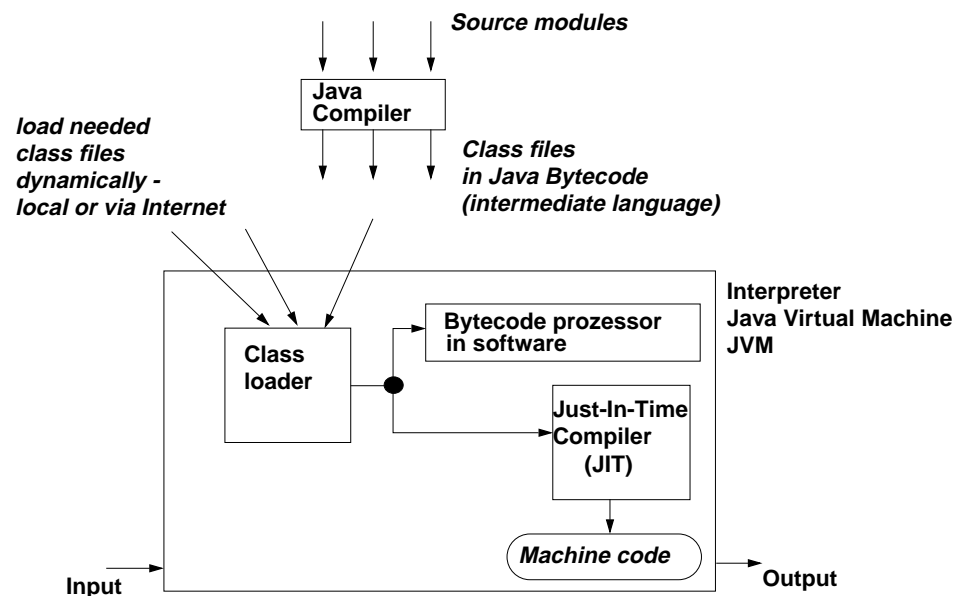 Source modules
Java
Compiler
load needed
class files
dynamically -
local or via Internet
Class files
in Java Bytecode
(intermediate language)
Interpreter
Java Virtual Machine
JVM
Bytecode prozessor
in software
Class
loader
Just-In-Time
Compiler
(JIT)
Machine code
Input
Output